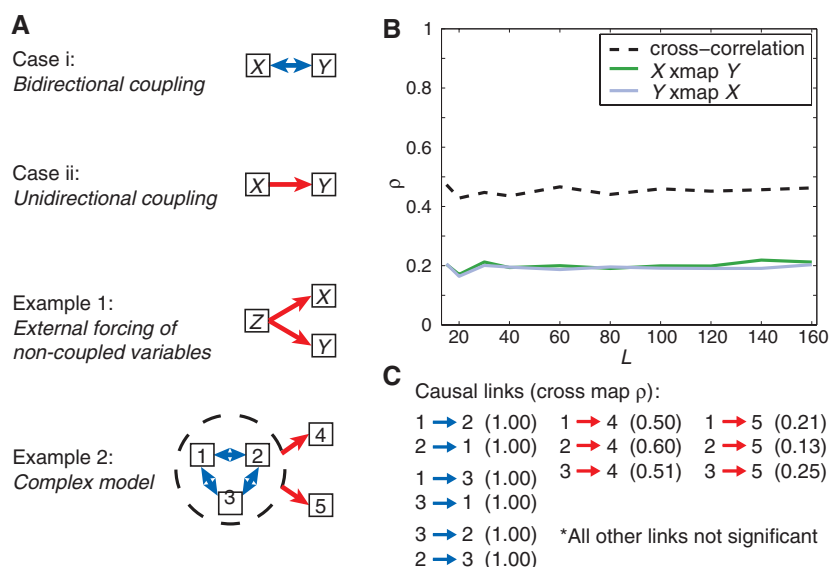 A
Case i:
Bidirectional coupling
X Y
Case ii:
Unidirectional coupling
X Y
Example 1:
External forcing of
non-coupled variables
Z X Y
Example 2:
Complex model
1 2 3 4 5
B
1
0.8
0.6
0.4
0.2
0
ρ
cross−correlation
X xmap Y
Y xmap X
20 40 60 80 100 120 140 160
L
C
Causal links (cross map ρ):
1 → 2 (1.00) 1 → 4 (0.50) 1 → 5 (0.21)
2 → 1 (1.00) 2 → 4 (0.60) 2 → 5 (0.13)
1 → 3 (1.00) 3 → 4 (0.51) 3 → 5 (0.25)
3 → 1 (1.00)
3 → 2 (1.00) *All other links not significant
2 → 3 (1.00)